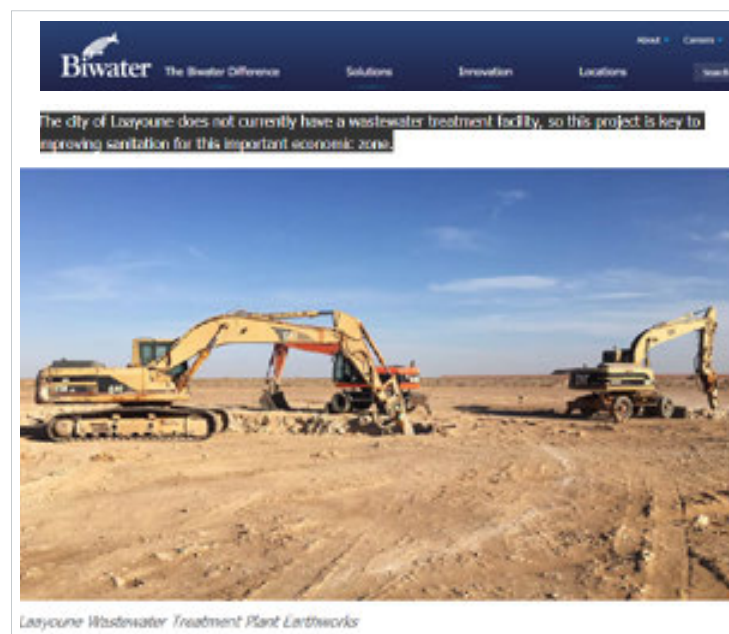 About Careers
Biwater The Biwater Difference Solutions Innovation Locations Search
The city of Laayoune does not currently have a wastewater treatment facility, so this project is key to
improving sanitation for this important economic zone.
CAT
Laayoune Wastewater Treatment Plant Earthworks